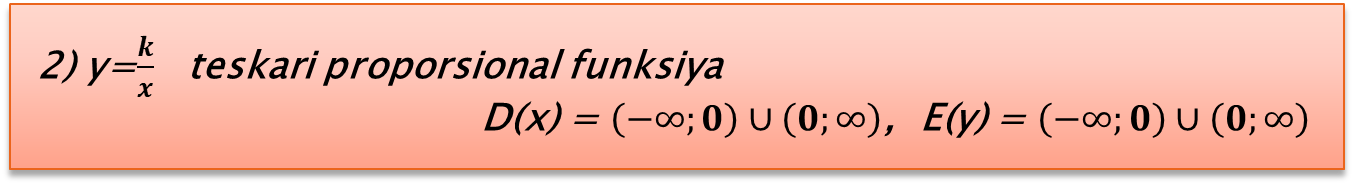 2) y=k/x teskari proporsional funksiya
D(x) = (−∞; 0) ∪ (0; ∞), E(y) = (−∞; 0) ∪ (0; ∞)